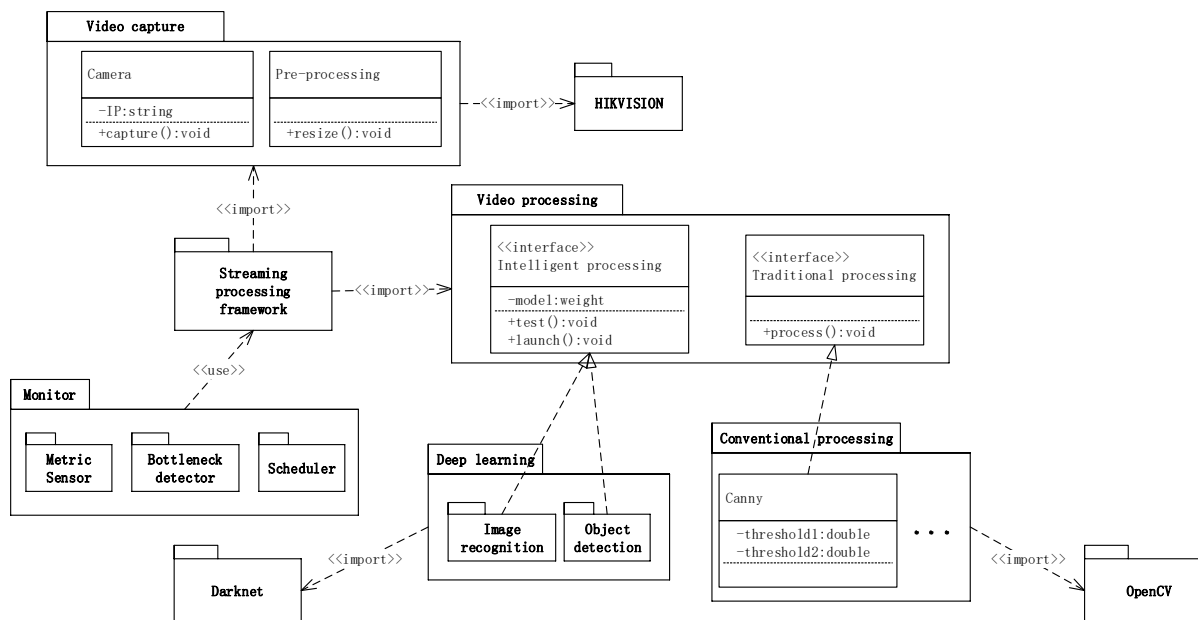 Video capture
Camera
-IP:string
+capture():void
Pre-processing
+resize():void
<<import>>
HIKVISION
<<import>>
Streaming
processing
framework
<<import>>
Video processing
<<interface>>
Intelligent processing
-model:weight
+test():void
+launch():void
<<interface>>
Traditional processing
+process():void
<<use>>
Monitor
Metric
Sensor
Bottleneck
detector
Scheduler
Deep learning
Image
recognition
Object
detection
<<import>>
Darknet
Conventional processing
Canny
-threshold1:double
-threshold2:double
...
<<import>>
OpenCV